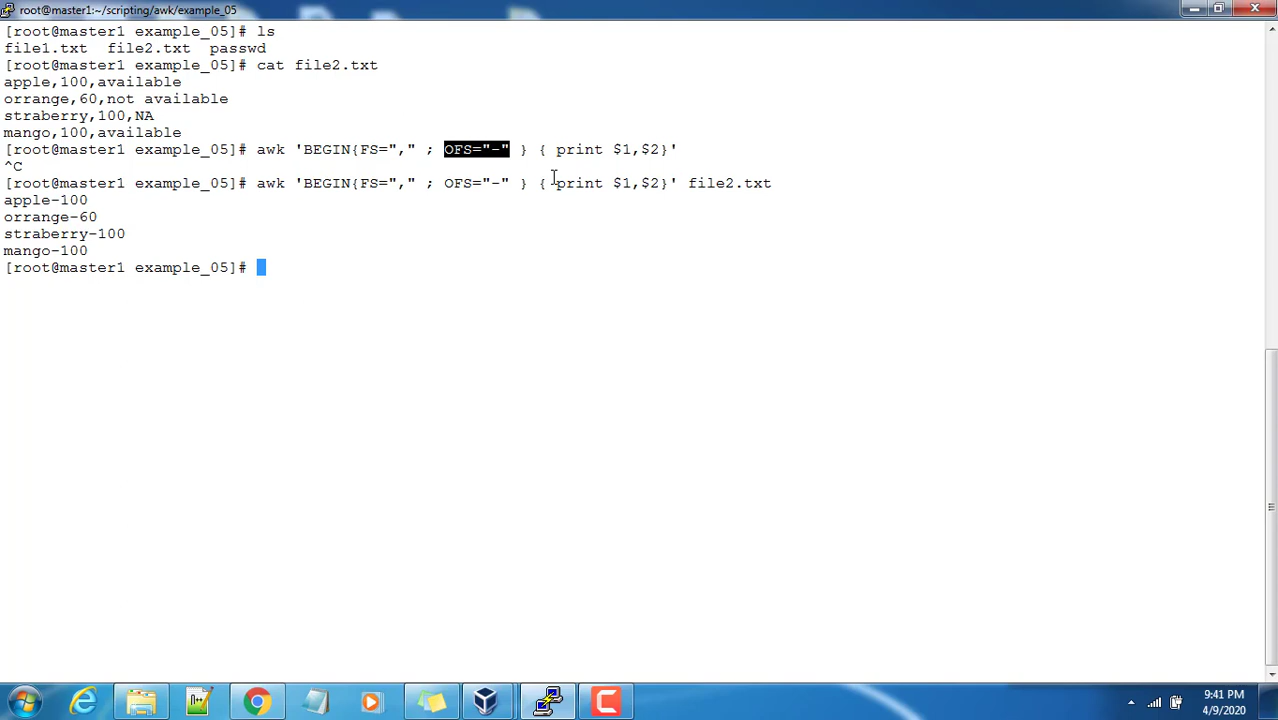 root@master1:~/scripting/awk/example_05
[root@master1 example_05]# ls
file1.txt  file2.txt  passwd
[root@master1 example_05]# cat file2.txt
apple,100,available
orrange,60,not available
straberry,100,NA
mango,100,available
[root@master1 example_05]# awk 'BEGIN{FS="," ; OFS="-" } { print $1,$2}'
^C
[root@master1 example_05]# awk 'BEGIN{FS="," ; OFS="-" } { print $1,$2}' file2.txt
apple-100
orrange-60
straberry-100
mango-100
[root@master1 example_05]#
9:41 PM
4/9/2020